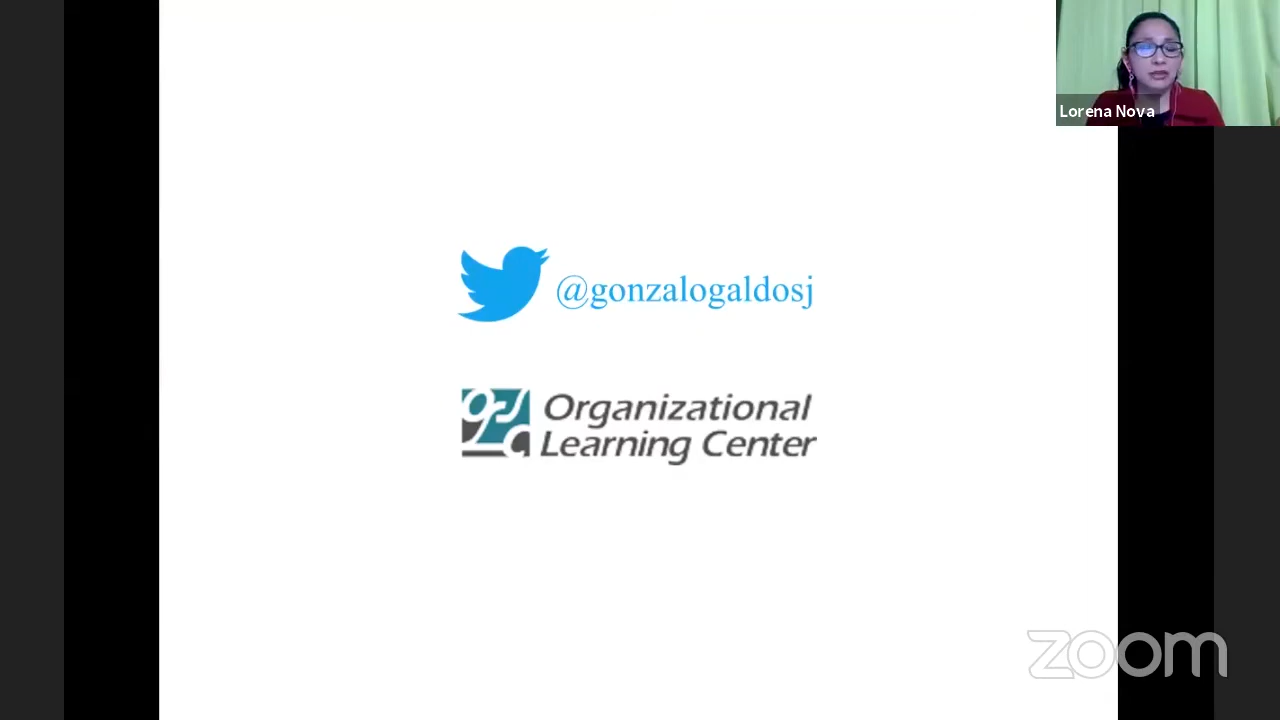 Lorena Nova
@gonzalogaldosj
Organizational
Learning Center
zoom